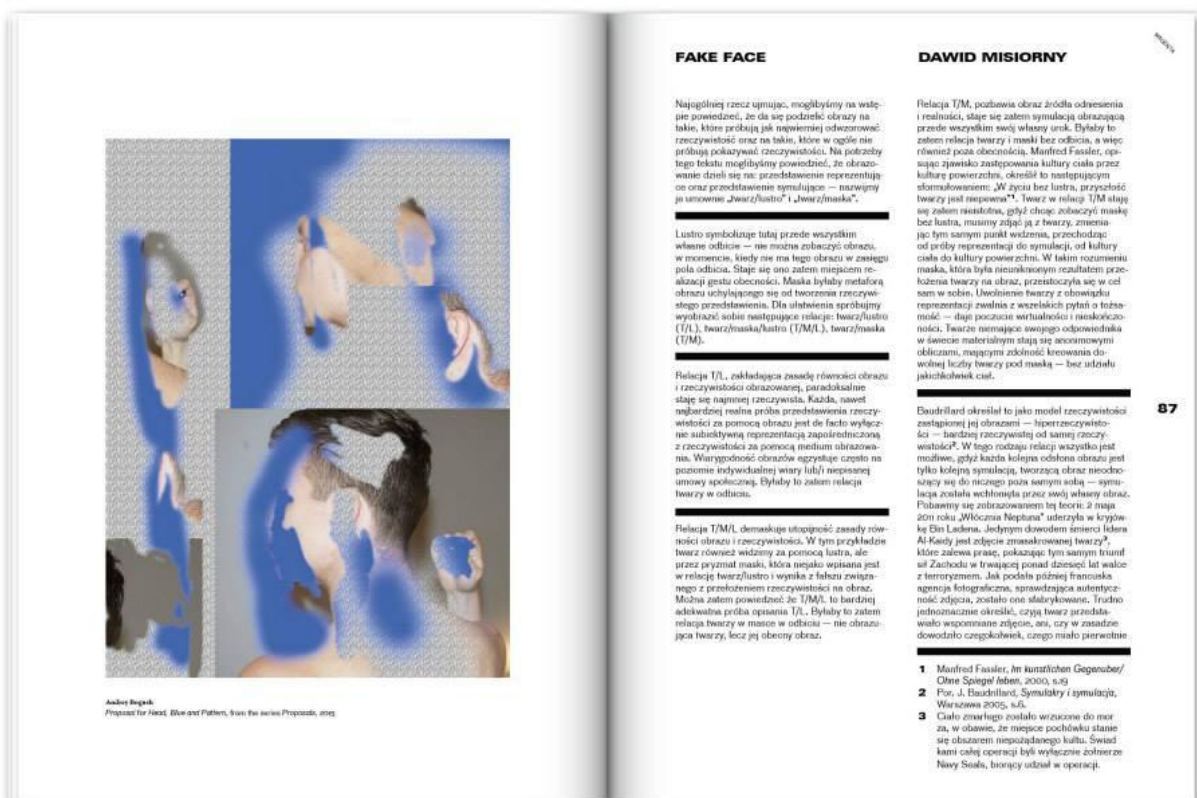 Andrey Bogush
Proposal for Head, Blue and Pattern, from the series Proposals, 2015
MAGENTA
FAKE FACE
Najogólniej rzecz ujmując, moglibyśmy na wstę-
pie powiedzieć, że da się podzielić obrazy na
takie, które próbują jak najwierniej odwzorować
rzeczywistość oraz na takie, które w ogóle nie
próbują pokazywać rzeczywistości. Na potrzeby
tego tekstu moglibyśmy powiedzieć, że obrazo-
wanie dzieli się na: przedstawienie reprezentują-
ce oraz przedstawienie symulujące — nazwijmy
je umownie „twarz/lustro” i „twarz/maska”.
Lustro symbolizuje tutaj przede wszystkim
własne odbicie — nie można zobaczyć obrazu,
w momencie, kiedy nie ma tego obrazu w zasięgu
pola odbicia. Staje się ono zatem miejscem re-
alizacji gestu obecności. Maska byłaby metaforą
obrazu uchylającego się od tworzenia rzeczywi-
stego przedstawienia. Dla ułatwienia spróbujmy
wyobrazić sobie następujące relacje: twarz/lustro
(T/L), twarz/maska/lustro (T/M/L), twarz/maska
(T/M).
Relacja T/L, zakładająca zasadę równości obrazu
i rzeczywistości obrazowanej, paradoksalnie
staje się najmniej rzeczywista. Każda, nawet
najbardziej realna próba przedstawienia rzeczy-
wistości za pomocą obrazu jest de facto wyłącz-
nie subiektywną reprezentacją zapośredniczoną
z rzeczywistości za pomocą medium obrazowa-
nia. Wiarygodność obrazów egzystuje często na
poziomie indywidualnej wiary lub/i niepisanej
umowy społecznej. Byłaby to zatem relacja
twarzy w odbiciu.
Relacja T/M/L demaskuje utopijność zasady rów-
ności obrazu i rzeczywistości. W tym przykładzie
twarz również widzimy za pomocą lustra, ale
przez pryzmat maski, która niejako wpisana jest
w relację twarz/lustro i wynika z fałszu związa-
nego z przełożeniem rzeczywistości na obraz.
Można zatem powiedzieć że T/M/L to bardziej
adekwatna próba opisania T/L. Byłaby to zatem
relacja twarzy w masce w odbiciu — nie obrazu-
jąca twarzy, lecz jej obecny obraz.
DAWID MISIORNY
Relacja T/M, pozbawia obraz źródła odniesienia
i realności, staje się zatem symulacją obrazującą
przede wszystkim swój własny urok. Byłaby to
zatem relacja twarzy i maski bez odbicia, a więc
również poza obecnością. Manfred Fassler, opi-
sując zjawisko zastępowania kultury ciała przez
kulturę powierzchni, określił to następującym
sformułowaniem: „W życiu bez lustra, przyszłość
twarzy jest niepewna”1. Twarz w relacji T/M staję
się zatem nieistotna, gdyż chcąc zobaczyć maskę
bez lustra, musimy zdjąć ją z twarzy, zmienia-
jąc tym samym punkt widzenia, przechodząc
od próby reprezentacji do symulacji, od kultury
ciała do kultury powierzchni. W takim rozumieniu
maska, która była nieuniknionym rezultatem prze-
łożenia twarzy na obraz, przeistoczyła się w cel
sam w sobie. Uwolnienie twarzy z obowiązku
reprezentacji zwalnia z wszelakich pytań o tożsa-
mość — daje poczucie wirtualności i nieskończo-
ności. Twarze niemające swojego odpowiednika
w świecie materialnym stają się anonimowymi
obliczami, mającymi zdolność kreowania do-
wolnej liczby twarzy pod maską — bez udziału
jakichkolwiek ciał.
Baudrillard określał to jako model rzeczywistości
zastąpionej jej obrazami — hiperrzeczywisto-
ści — bardziej rzeczywistej od samej rzeczy-
wistości2. W tego rodzaju relacji wszystko jest
możliwe, gdyż każda kolejna odsłona obrazu jest
tylko kolejną symulacją, tworzącą obraz nieodno-
szący się do niczego poza samym sobą — symu-
lacja została wchłonięta przez swój własny obraz.
Pobawmy się zobrazowaniem tej teorii: 2 maja
2011 roku „Włócznia Neptuna” uderzyła w kryjów-
kę Bin Ladena. Jedynym dowodem śmierci lidera
Al-Kaidy jest zdjęcie zmasakrowanej twarzy3,
które zalewa prasę, pokazując tym samym triumf
sił Zachodu w trwającej ponad dziesięć lat walce
z terroryzmem. Jak podała później francuska
agencja fotograficzna, sprawdzająca autentycz-
ność zdjęcia, zostało one sfabrykowane. Trudno
jednoznacznie określić, czyją twarz przedsta-
wiało wspomniane zdjęcie, ani, czy w zasadzie
dowodziło czegokolwiek, czego miało pierwotnie
87
1 Manfred Fassler, Im kunstlichen Gegenuber/
Ohne Spiegel leben, 2000, s.19
2 Por. J. Baudrillard, Symulakry i symulacja,
Warszawa 2005, s.6.
3 Ciało zmarłego zostało wrzucone do mor
za, w obawie, że miejsce pochówku stanie
się obszarem niepożądanego kultu. Świad
kami całej operacji byli wyłącznie żołnierze
Navy Seals, biorący udział w operacji.